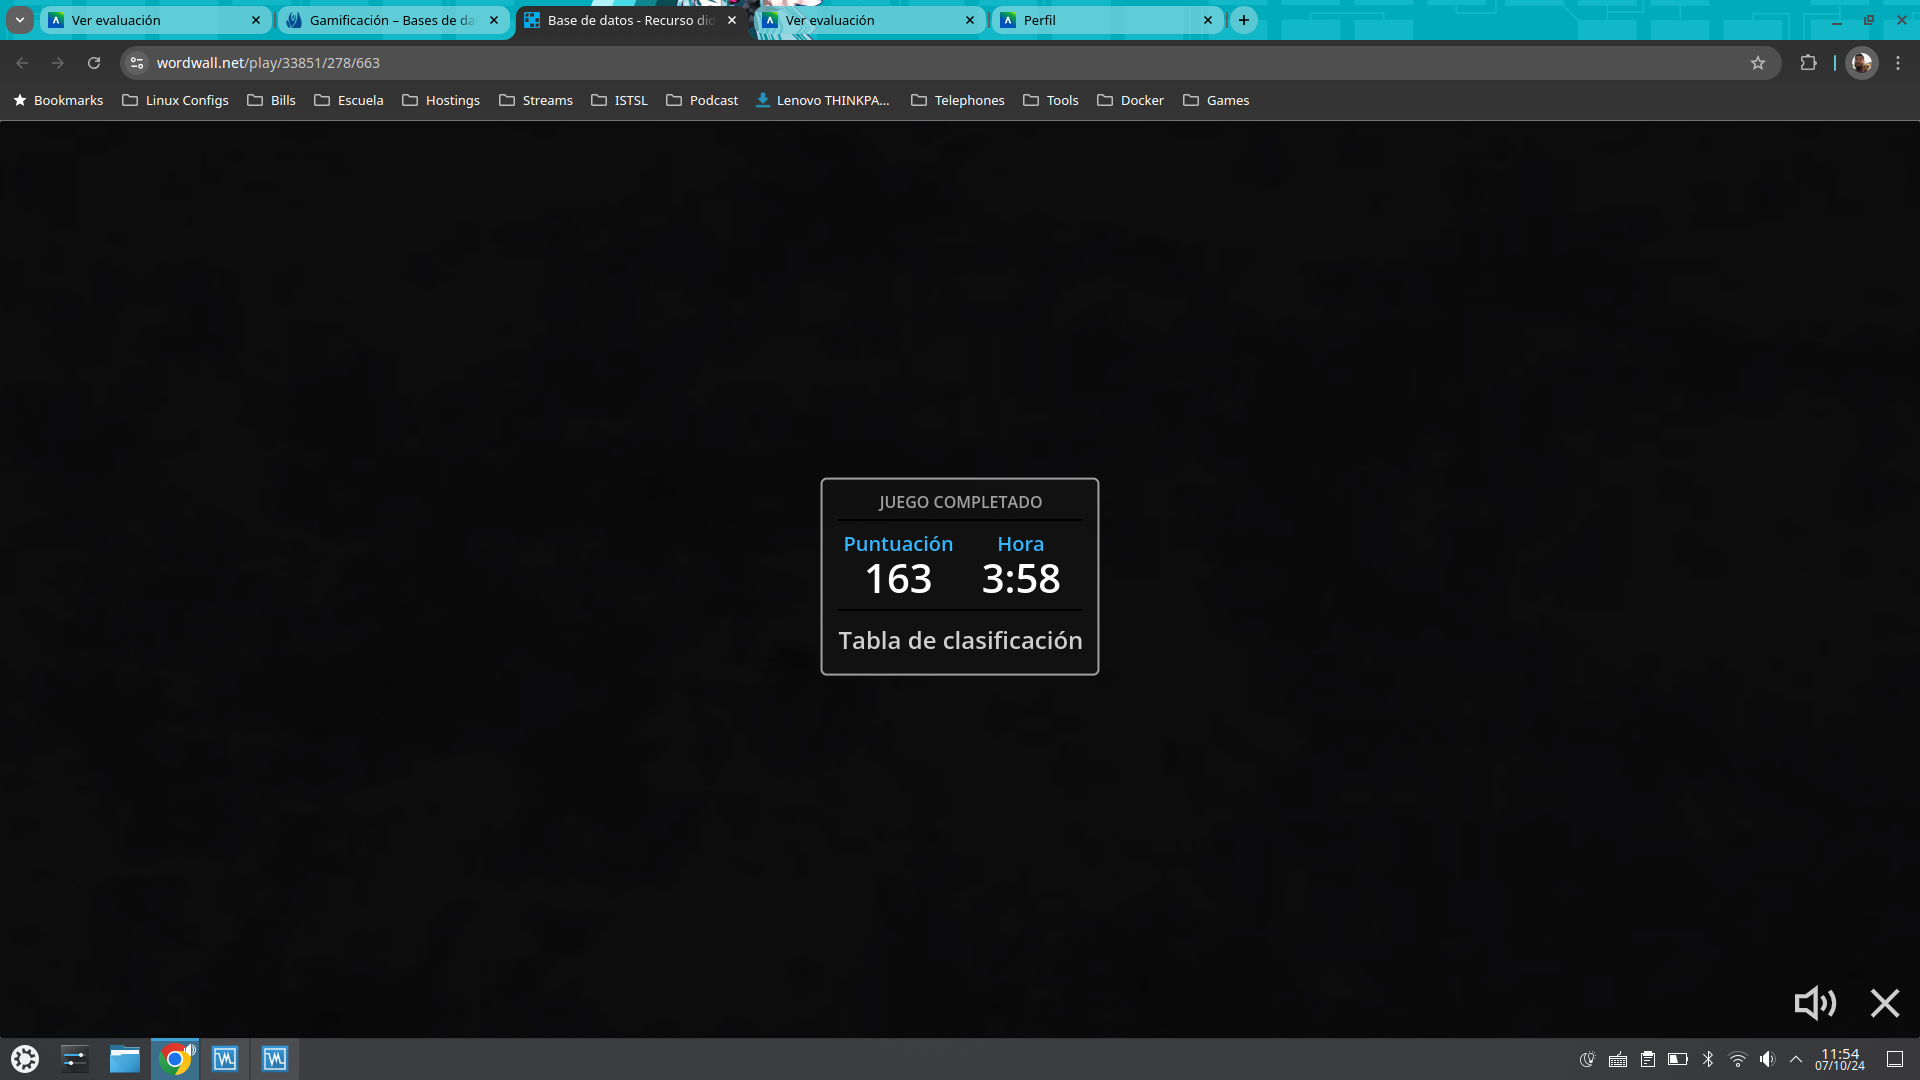 Ver evaluación
Gamificación – Bases de da
Base de datos - Recurso did
Ver evaluación
Perfil
wordwall.net/play/33851/278/663
Bookmarks
Linux Configs
Bills
Escuela
Hostings
Streams
ISTSL
Podcast
Lenovo THINKPA...
Telephones
Tools
Docker
Games
JUEGO COMPLETADO
Puntuación Hora
163 3:58
Tabla de clasificación
11:54
07/10/24